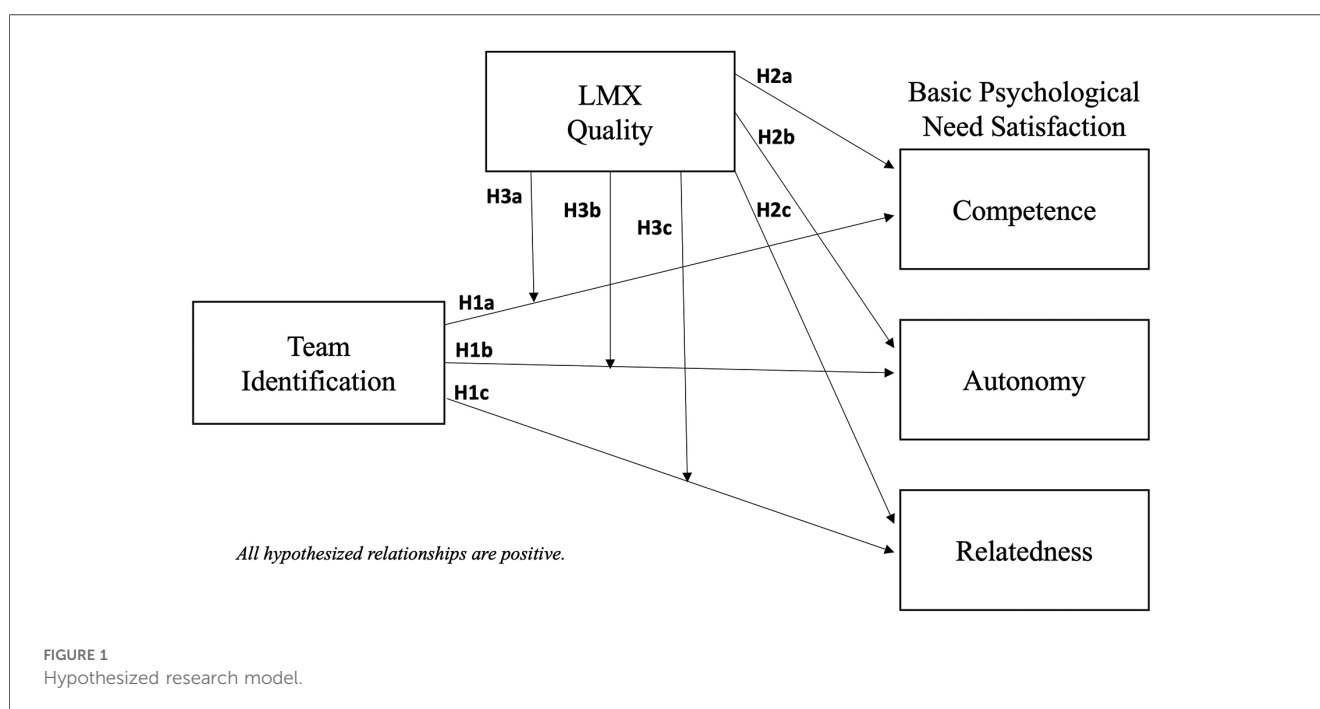 LMX
Quality
H2a
Basic Psychological
Need Satisfaction
H2b
H3a
H3b
H3c
H2c
Competence
H1a
Team
Identification
H1b
H1c
Autonomy
All hypothesized relationships are positive.
Relatedness
FIGURE 1
Hypothesized research model.